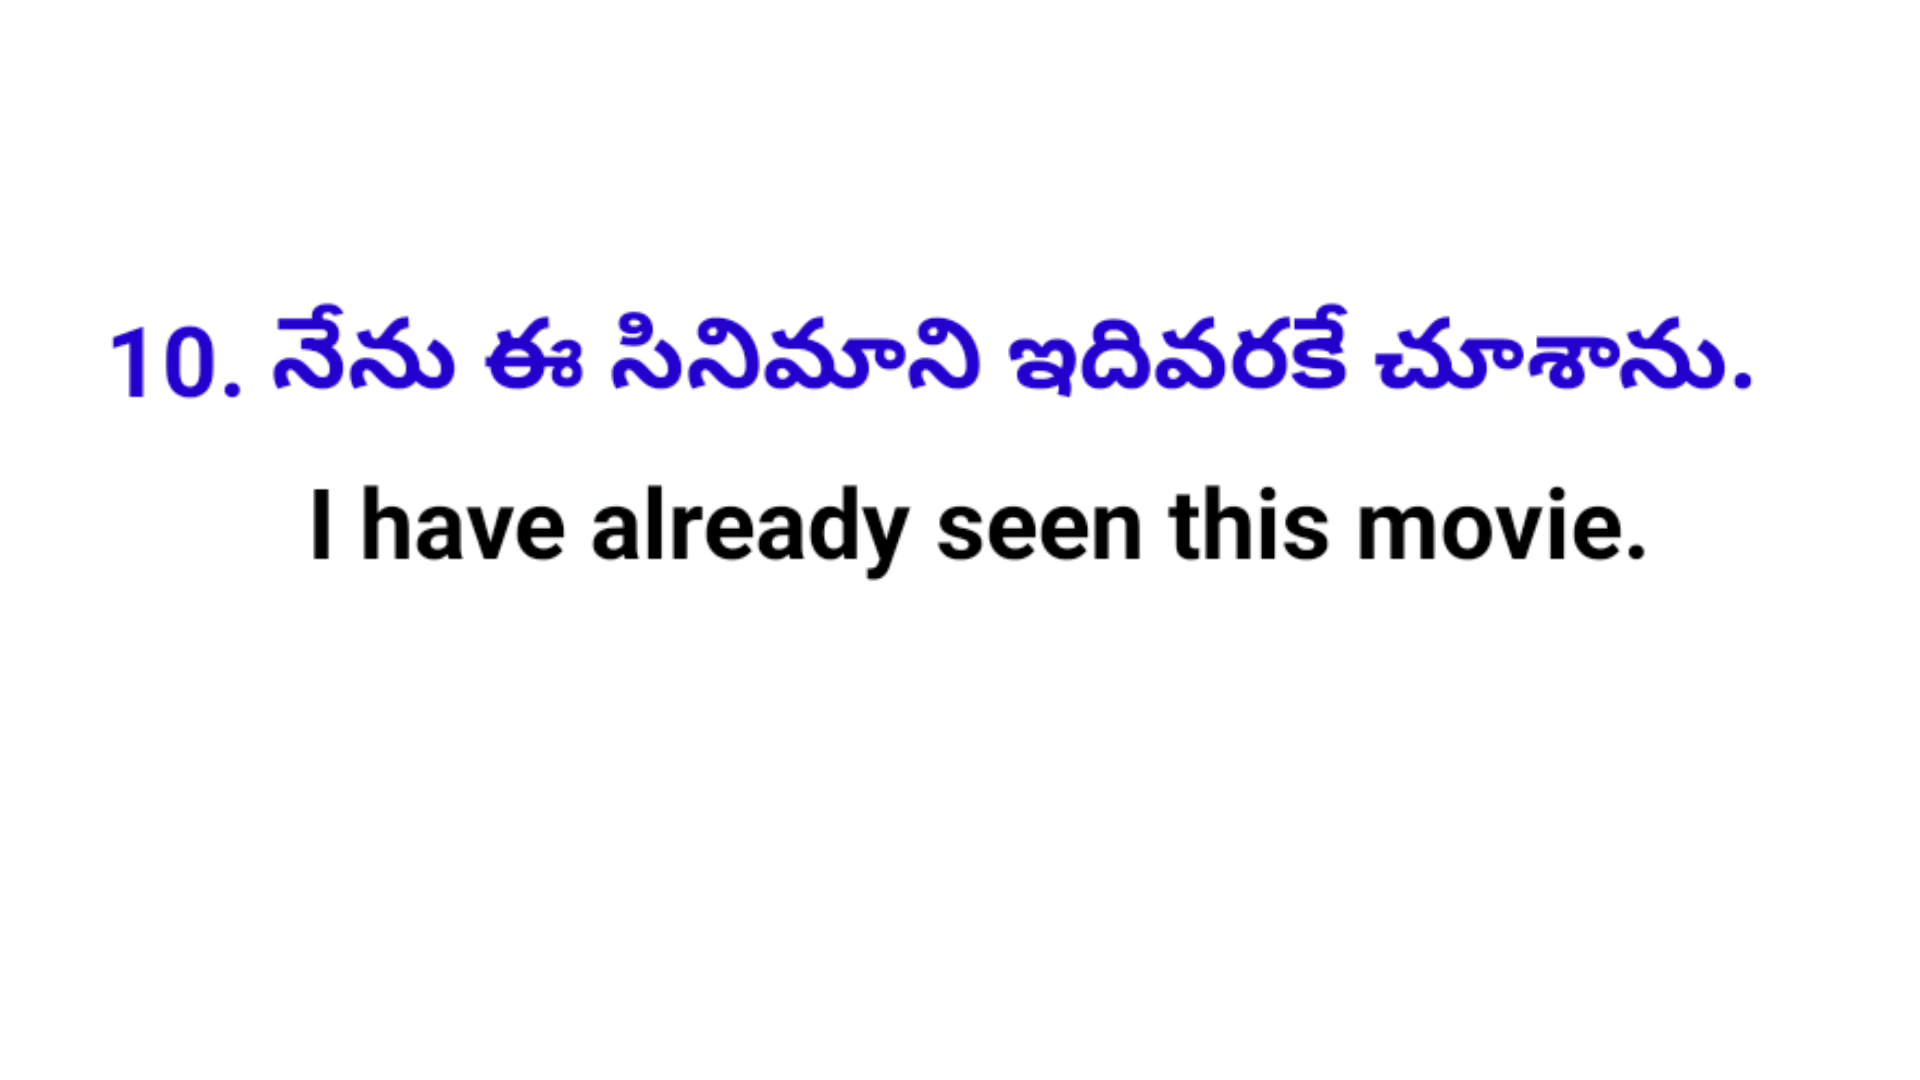 10. నేను ఈ సినిమాని ఇదివరకే చూశాను.
I have already seen this movie.